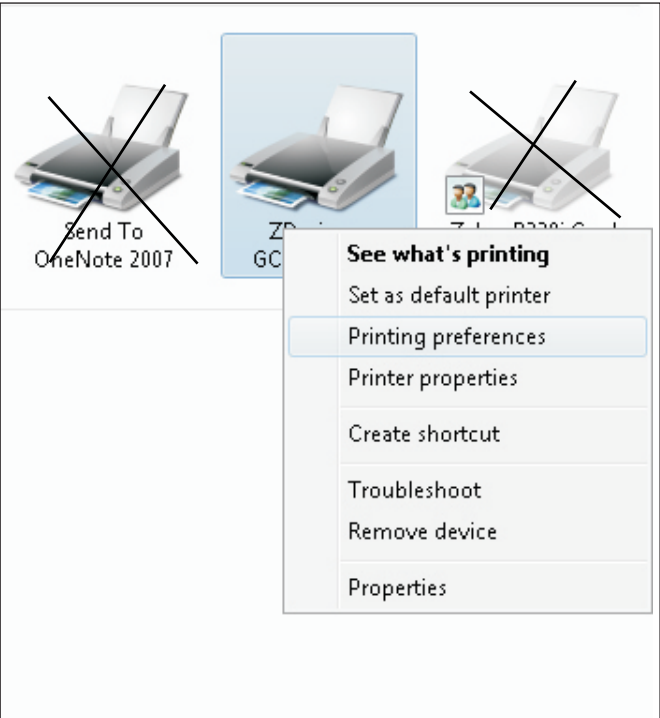 Send To
OneNote 2007
GC
See what's printing
Set as default printer
Printing preferences
Printer properties
Create shortcut
Troubleshoot
Remove device
Properties